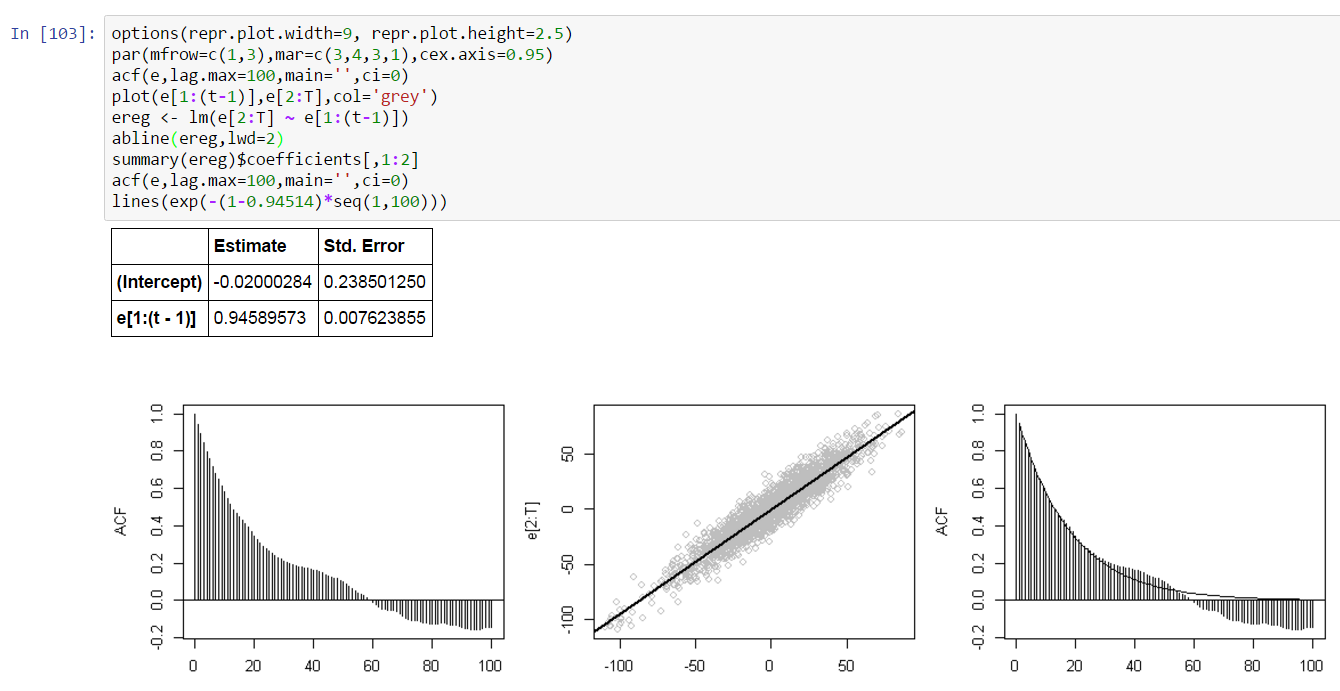 In [103]:
options(repr.plot.width=9, repr.plot.height=2.5)
par(mfrow=c(1,3),mar=c(3,4,3,1),cex.axis=0.95)
acf(e,lag.max=100,main='',ci=0)
plot(e[1:(t-1)],e[2:T],col='grey')
ereg <- lm(e[2:T] ~ e[1:(t-1)])
abline(ereg,lwd=2)
summary(ereg)$coefficients[,1:2]
acf(e,lag.max=100,main='',ci=0)
lines(exp(-(1-0.94514)*seq(1,100)))
Estimate Std. Error
(Intercept) -0.02000284 0.238501250
e[1:(t - 1)] 0.94589573 0.007623855
ACF
1.0
0.8
0.6
0.4
0.2
0.0
-0.2
0 20 40 60 80 100
e[2:T]
50
0
-50
-100
-100 -50 0 50
ACF
1.0
0.8
0.6
0.4
0.2
0.0
-0.2
0 20 40 60 80 100